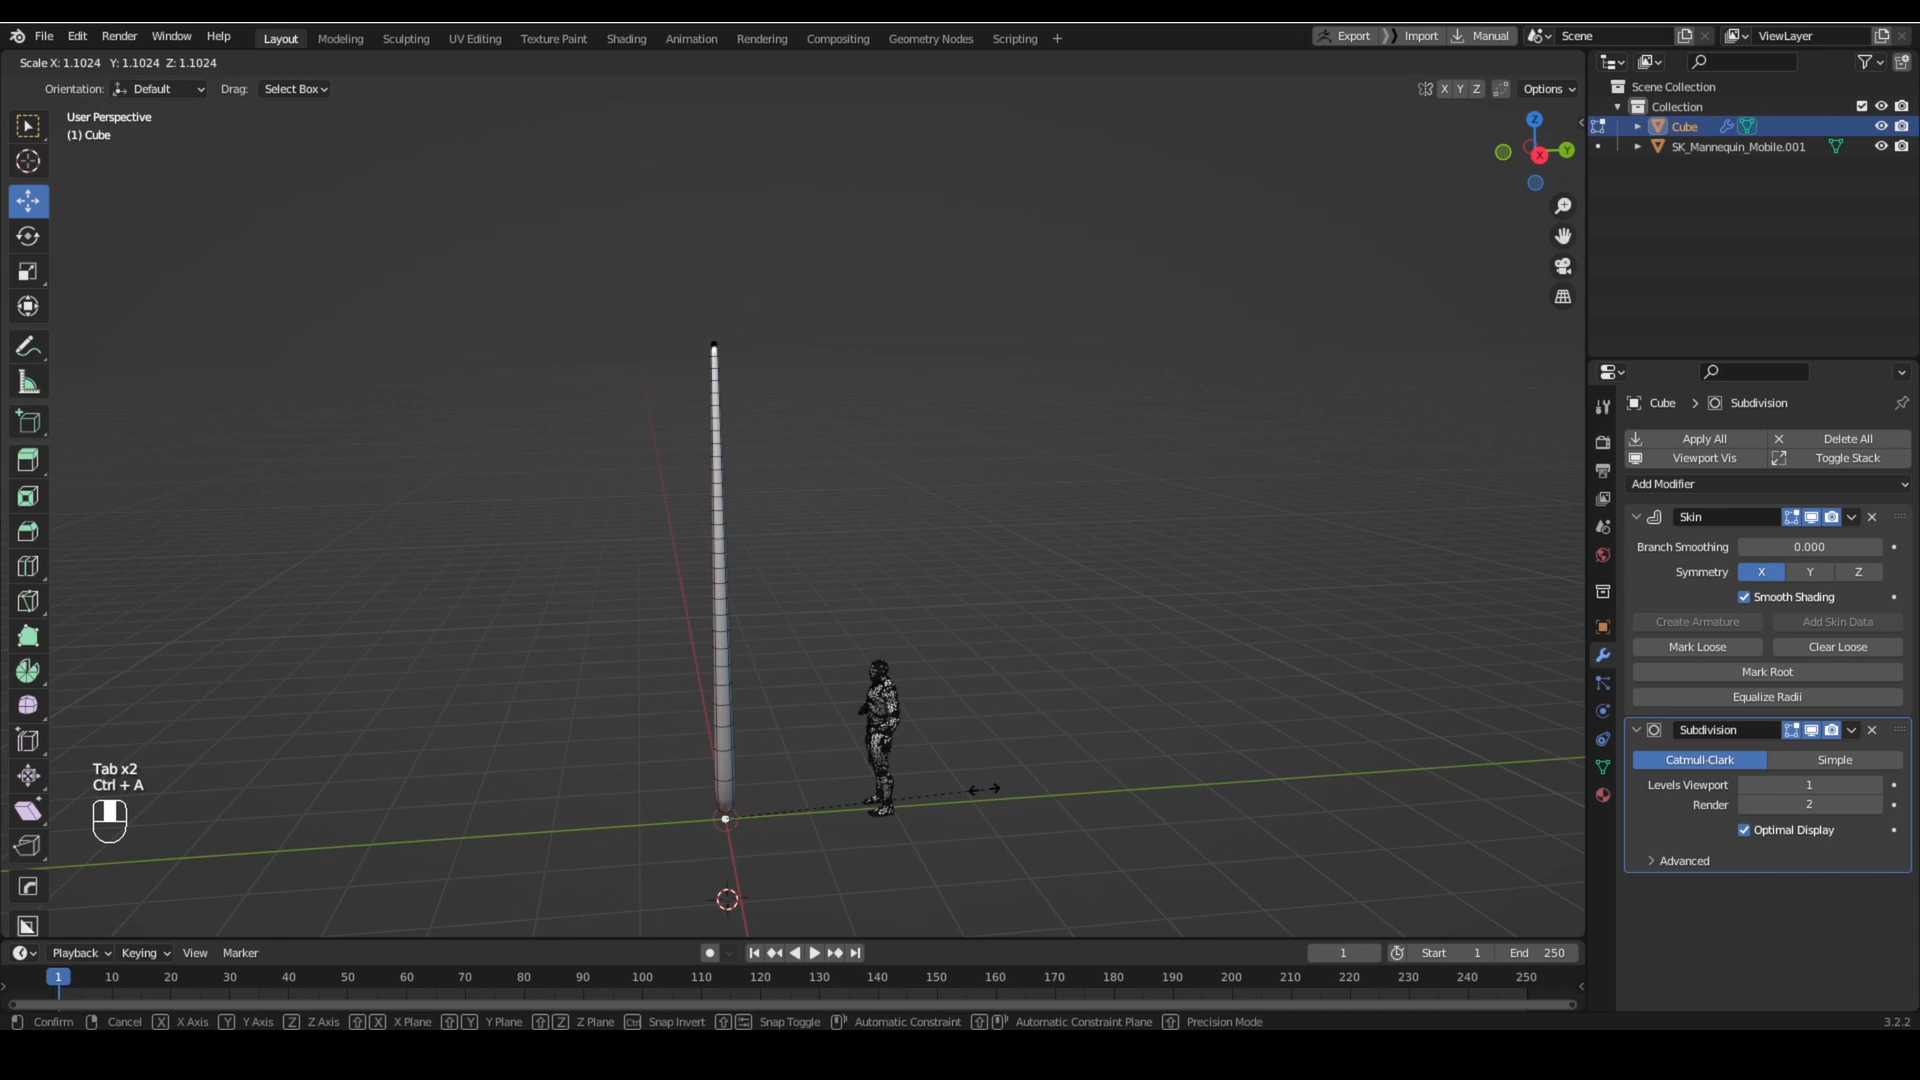 File Edit Render Window Help Layout Modeling Sculpting UV Editing Texture Paint Shading Animation Rendering Compositing Geometry Nodes Scripting + Export Import Manual Scene ViewLayer
Scale X: 1.1024 Y: 1.1024 Z: 1.1024
Orientation: Default Drag: Select Box X Y Z Options
User Perspective
(1) Cube
Z
Y
X
Scene Collection
Collection
Cube
SK_Mannequin_Mobile.001
Cube > Subdivision
Apply All Delete All
Viewport Vis Toggle Stack
Add Modifier
Skin
Branch Smoothing 0.000
Symmetry X Y Z
Smooth Shading
Create Armature Add Skin Data
Mark Loose Clear Loose
Mark Root
Equalize Radii
Subdivision
Catmull-Clark Simple
Levels Viewport 1
Render 2
Optimal Display
Advanced
Tab x2
Ctrl + A
Playback Keying View Marker 1 Start 1 End 250
1 10 20 30 40 50 60 70 80 90 100 110 120 130 140 150 160 170 180 190 200 210 220 230 240 250
Confirm Cancel X X Axis Y Y Axis Z Z Axis X X Plane Y Y Plane Z Z Plane Ctrl Snap Invert Snap Toggle Automatic Constraint Automatic Constraint Plane Precision Mode 3.2.2